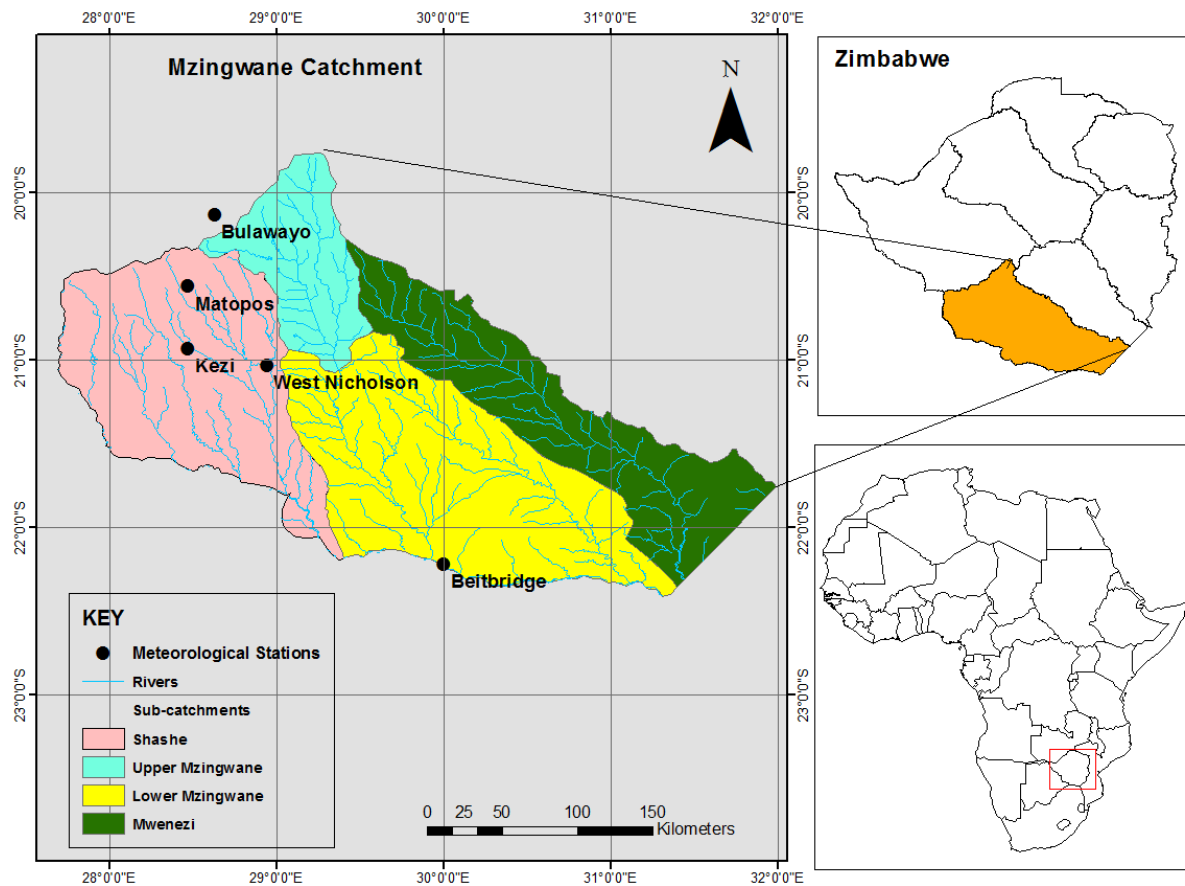 28°0'0"E 29°0'0"E 30°0'0"E 31°0'0"E 32°0'0"E
Mzingwane Catchment
N
20°0'0"S 20°0'0"S
Bulawayo
Matopos
Kezi
West Nicholson
21°0'0"S 21°0'0"S
22°0'0"S 22°0'0"S
Beitbridge
23°0'0"S 23°0'0"S
KEY
Meteorological Stations
Rivers
Sub-catchments
Shashe
Upper Mzingwane
Lower Mzingwane
Mwenezi
0 25 50 100 150
Kilometers
28°0'0"E 29°0'0"E 30°0'0"E 31°0'0"E 32°0'0"E
Zimbabwe